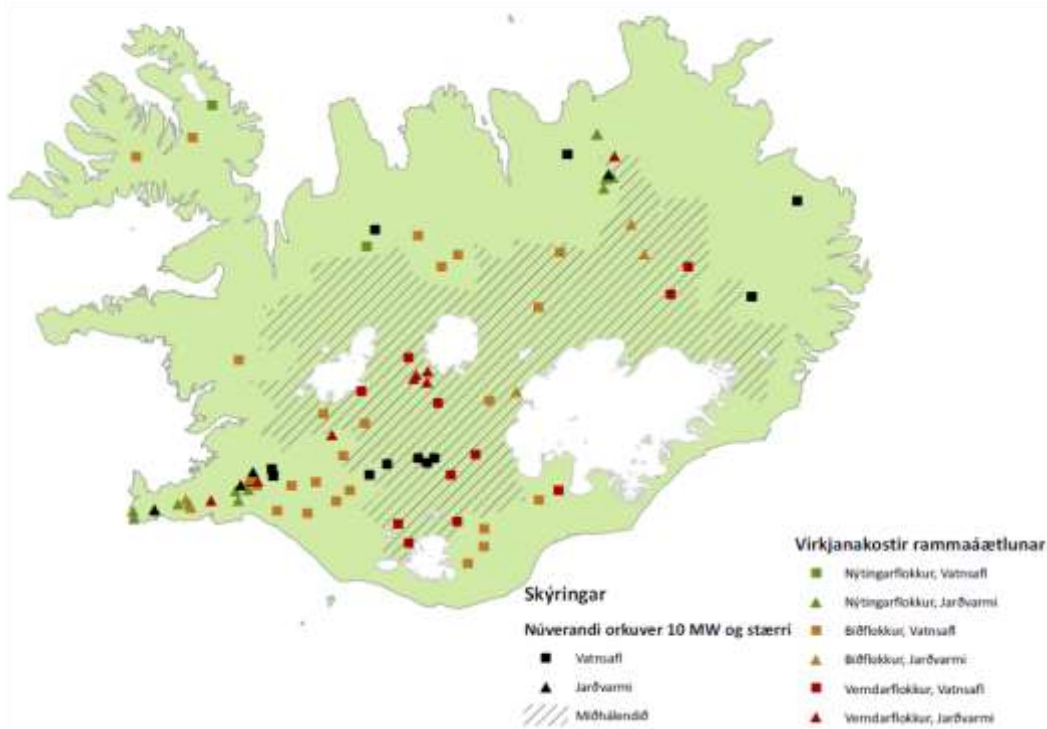 Virkjanakostir rammaáætlunar
Nýtingarflokkur, Vatnsafl
Nýtingarflokkur, Jarðvarmi
Biðflokkur, Vatnsafl
Biðflokkur, Jarðvarmi
Verndarflokkur, Vatnsafl
Verndarflokkur, Jarðvarmi
Skýringar
Núverandi orkuver 10 MW og stærri
Vatnsafl
Jarðvarmi
Miðhálendið